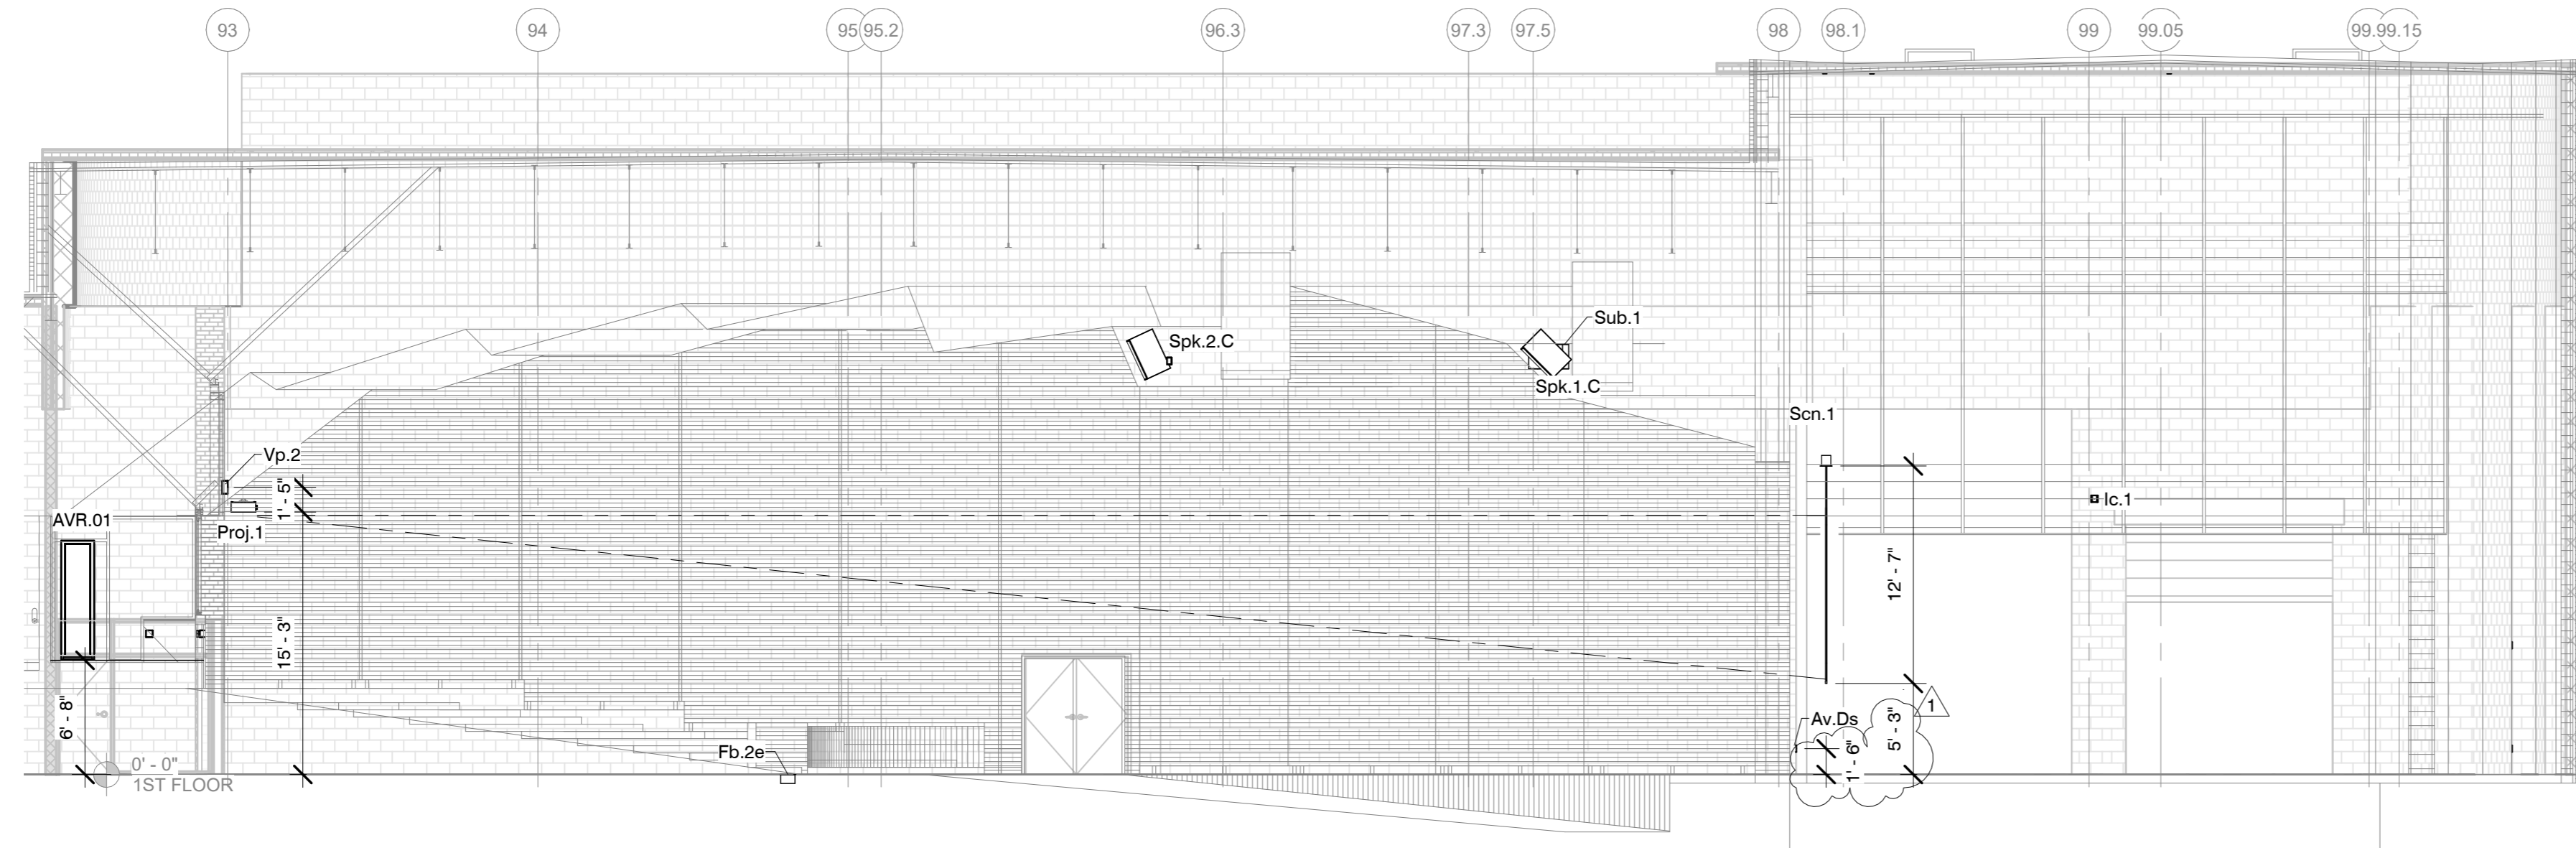 93
94
95
95.2
96.3
97.3
97.5
98
98.1
99
99.05
99.9
99.15
Sub.1
Spk.2.C
Spk.1.C
Scn.1
Vp.2
1' - 5"
Ic.1
AVR.01
Proj.1
12' - 7"
15' - 3"
6' - 8"
Av.Ds
1
5' - 3"
1' - 6"
Fb.2e
0' - 0"
1ST FLOOR